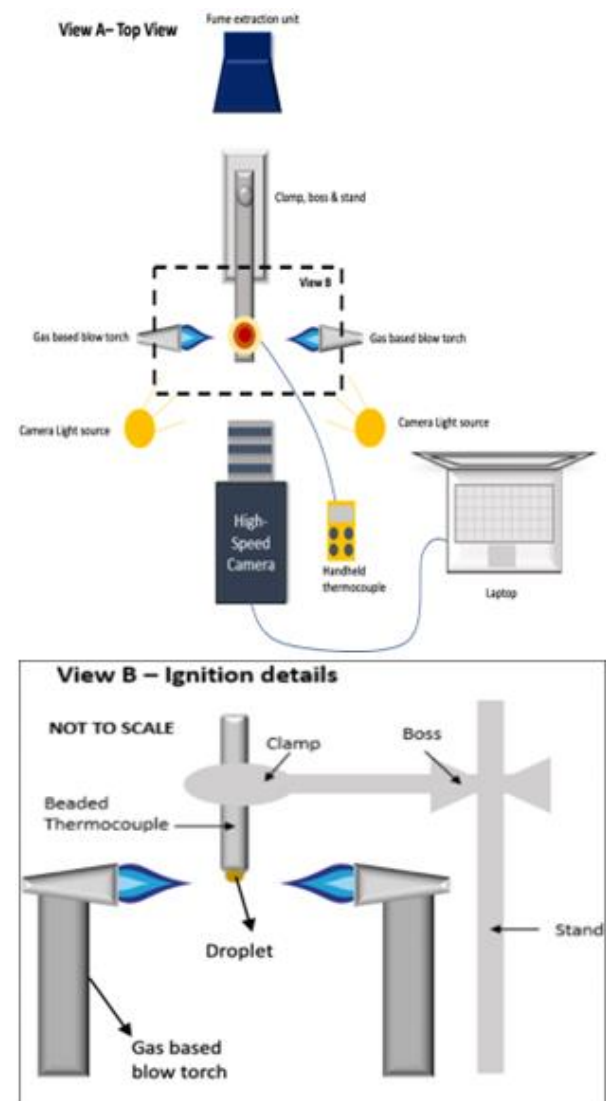 View A– Top View
Fume extraction unit
Clamp, boss & stand
View B
Gas based blow torch
Gas based blow torch
Camera Light source
Camera Light source
High-
Speed
Camera
Handheld
thermocouple
Laptop
View B – Ignition details
NOT TO SCALE
Clamp
Boss
Beaded
Thermocouple
Droplet
Stand
Gas based
blow torch